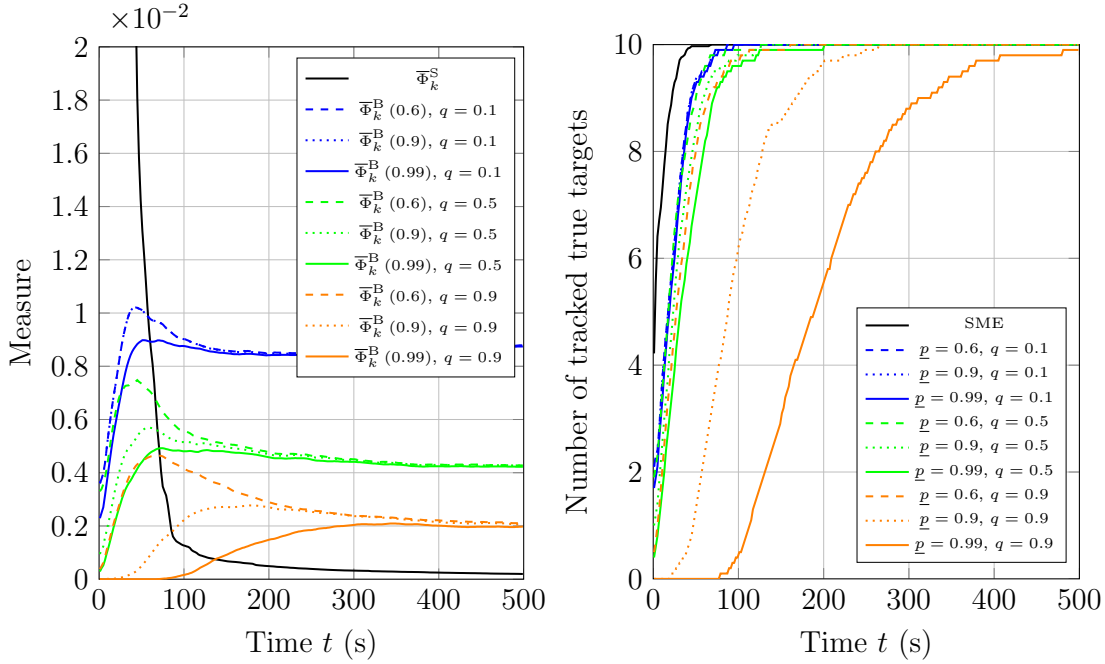 ×10⁻²
2
1.8
1.6
1.4
1.2
1
0.8
0.6
0.4
0.2
0
0 100 200 300 400 500
Time t (s)
Measure
Φ̅ₖˢ
Φ̅ₖᴮ (0.6), q = 0.1
Φ̅ₖᴮ (0.9), q = 0.1
Φ̅ₖᴮ (0.99), q = 0.1
Φ̅ₖᴮ (0.6), q = 0.5
Φ̅ₖᴮ (0.9), q = 0.5
Φ̅ₖᴮ (0.99), q = 0.5
Φ̅ₖᴮ (0.6), q = 0.9
Φ̅ₖᴮ (0.9), q = 0.9
Φ̅ₖᴮ (0.99), q = 0.9
10
8
6
4
2
0
0 100 200 300 400 500
Time t (s)
Number of tracked true targets
SME
p̲ = 0.6, q = 0.1
p̲ = 0.9, q = 0.1
p̲ = 0.99, q = 0.1
p̲ = 0.6, q = 0.5
p̲ = 0.9, q = 0.5
p̲ = 0.99, q = 0.5
p̲ = 0.6, q = 0.9
p̲ = 0.9, q = 0.9
p̲ = 0.99, q = 0.9